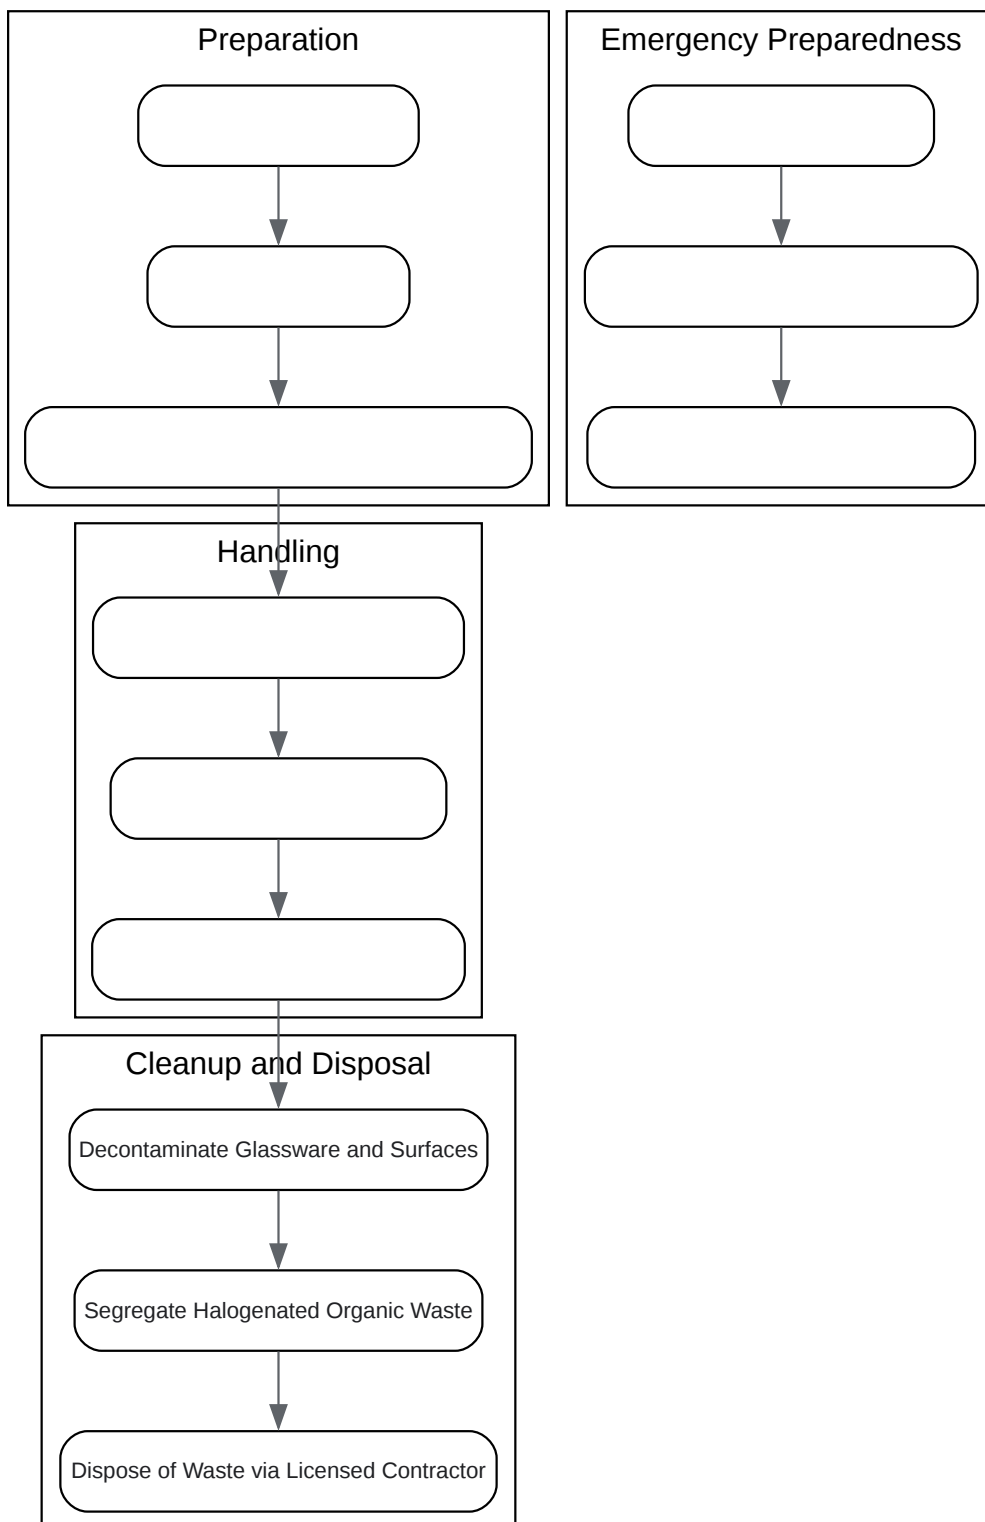 Preparation
Emergency Preparedness
Handling
Cleanup and Disposal
Decontaminate Glassware and Surfaces
Segregate Halogenated Organic Waste
Dispose of Waste via Licensed Contractor